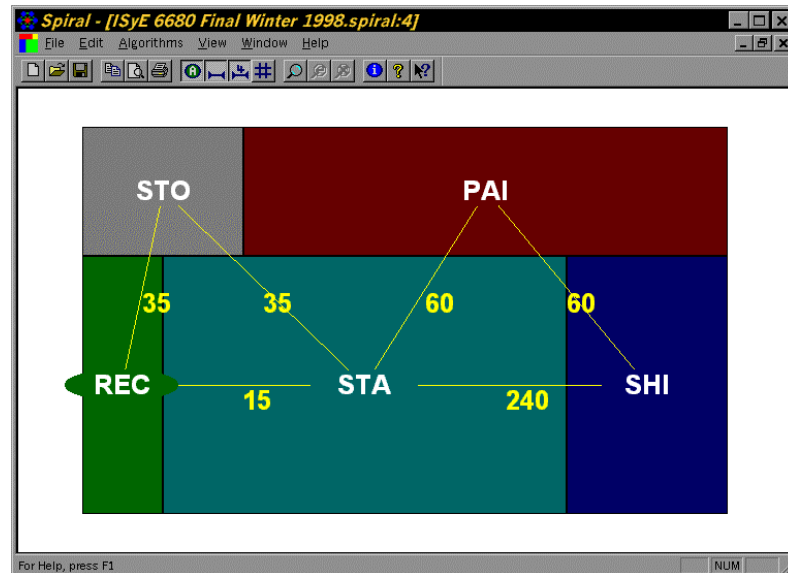 Spiral - [ISyE 6680 Final Winter 1998.spiral:4]
File Edit Algorithms View Window Help
STO PAI
35 35 60 60
REC STA SHI
15 240
For Help, press F1 NUM